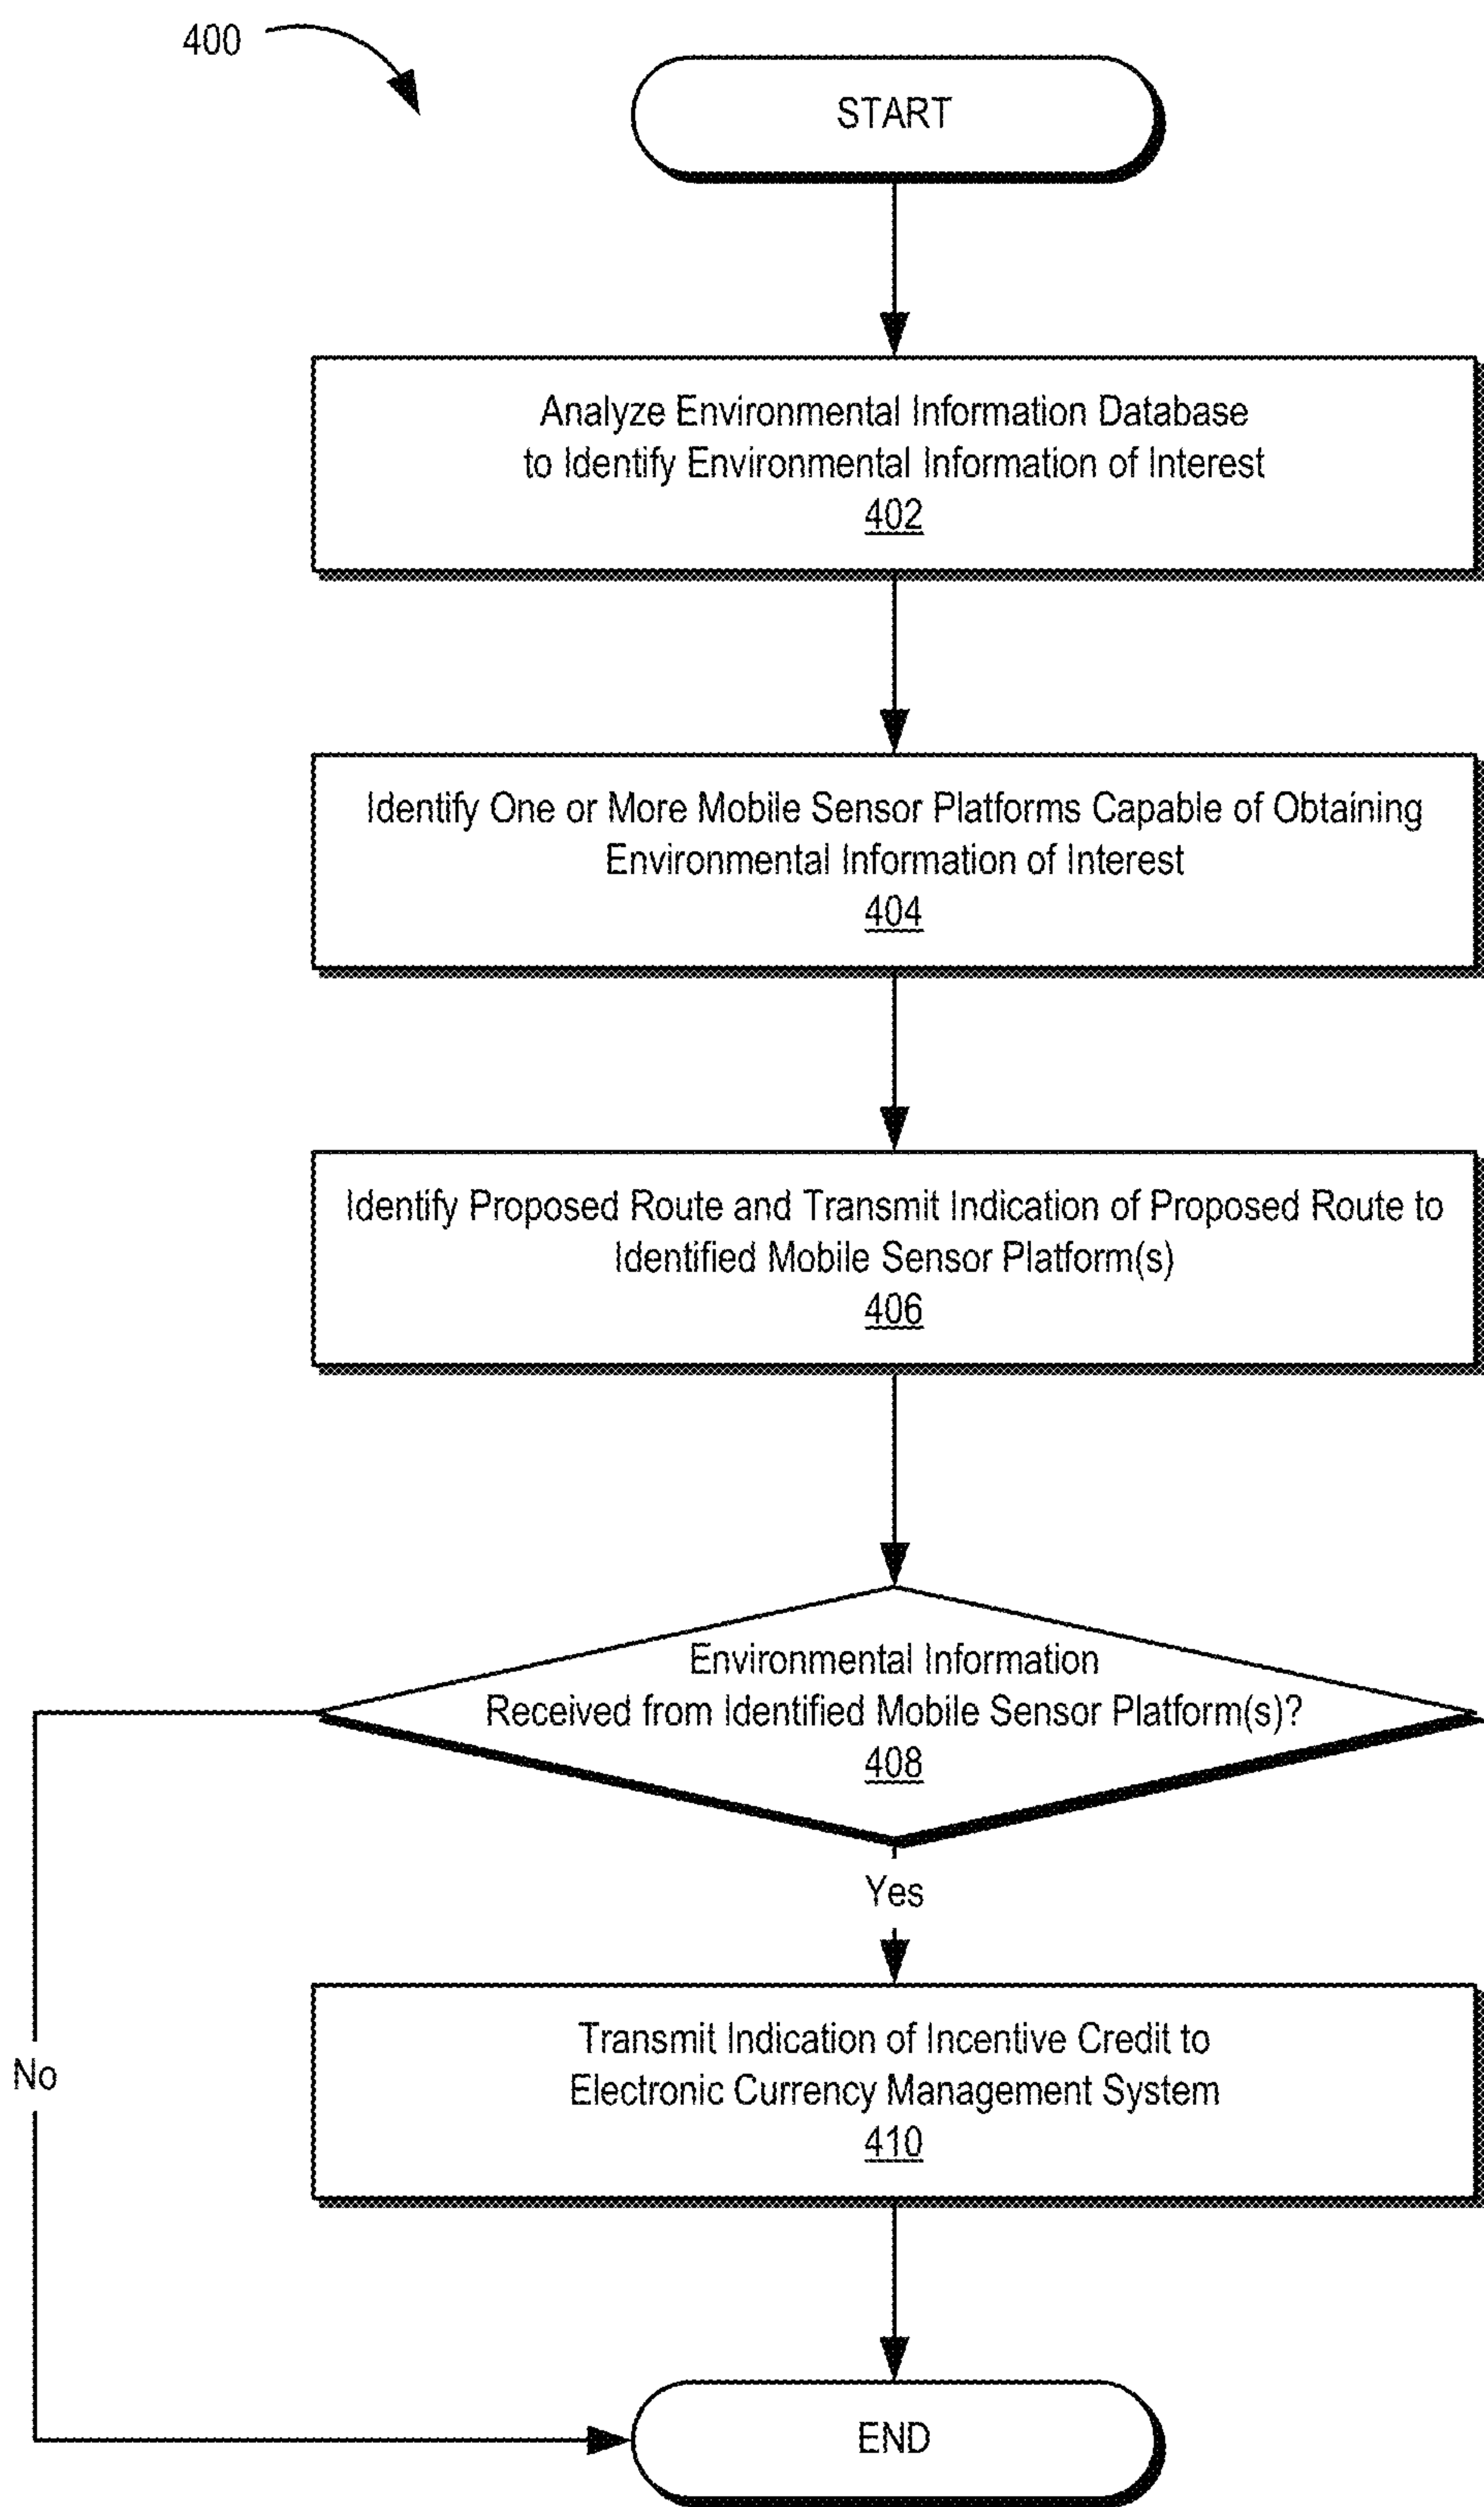 400
START
Analyze Environmental Information Database
to Identify Environmental Information of Interest
402
Identify One or More Mobile Sensor Platforms Capable of Obtaining
Environmental Information of Interest
404
Identify Proposed Route and Transmit Indication of Proposed Route to
Identified Mobile Sensor Platform(s)
406
Environmental Information
Received from Identified Mobile Sensor Platform(s)?
408
Yes
No
Transmit Indication of Incentive Credit to
Electronic Currency Management System
410
END